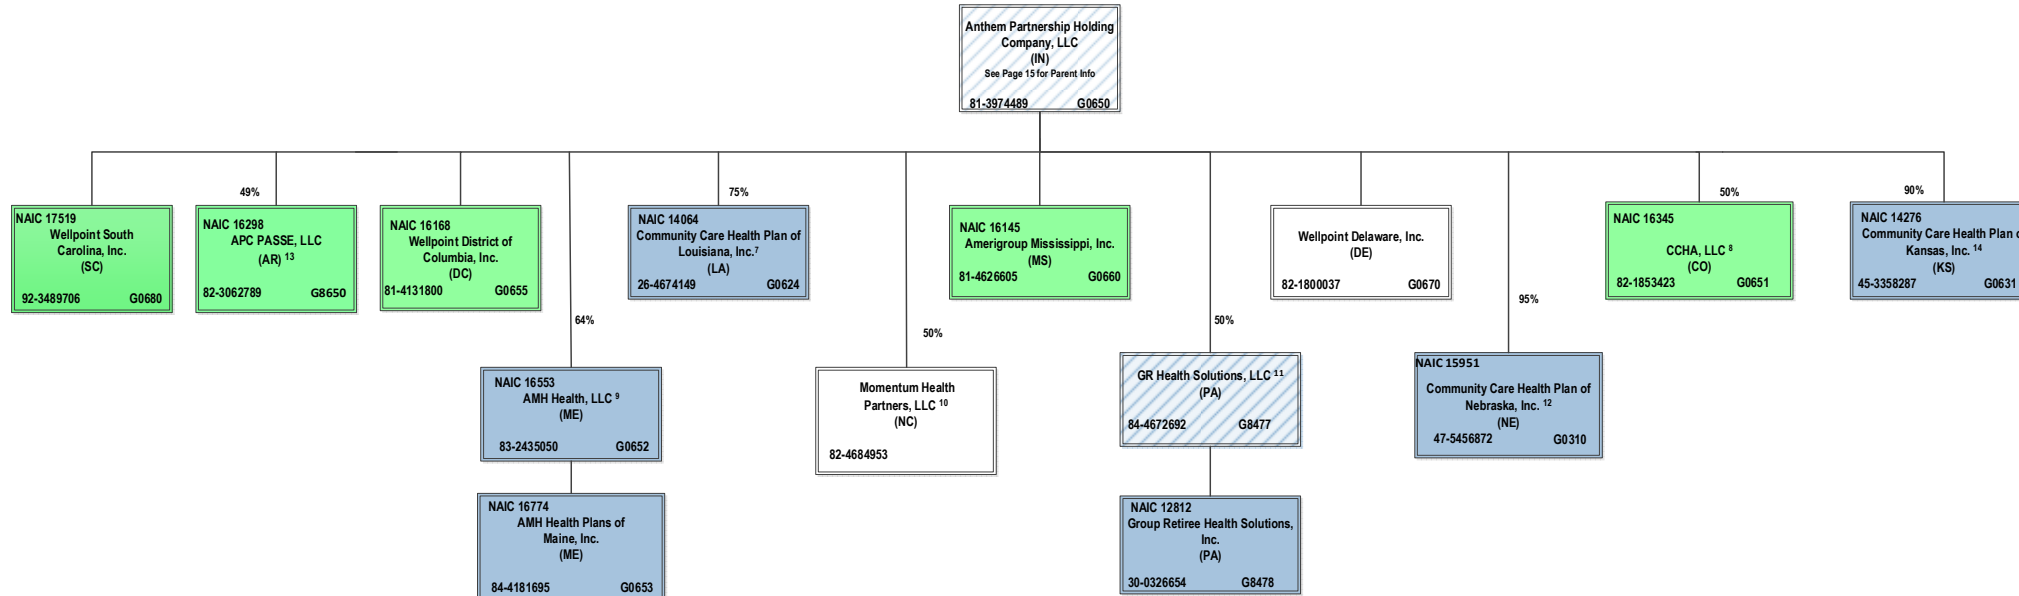 Anthem Partnership Holding
Company, LLC
(IN)
See Page 15 for Parent Info
81-3974489 G0650
49%
75%
50%
90%
NAIC 17519
Wellpoint South
Carolina, Inc.
(SC)
92-3489706 G0680
NAIC 16298
APC PASSE, LLC
(AR) 13
82-3062789 G8650
NAIC 16168
Wellpoint District of
Columbia, Inc.
(DC)
81-4131800 G0655
NAIC 14064
Community Care Health Plan of
Louisiana, Inc.7
(LA)
26-4674149 G0624
NAIC 16145
Amerigroup Mississippi, Inc.
(MS)
81-4626605 G0660
Wellpoint Delaware, Inc.
(DE)
82-1800037 G0670
NAIC 16345
CCHA, LLC 8
(CO)
82-1853423 G0651
NAIC 14276
Community Care Health Plan
Kansas, Inc. 14
(KS)
45-3358287 G0631
64%
50%
50%
95%
NAIC 16553
AMH Health, LLC 9
(ME)
83-2435050 G0652
Momentum Health
Partners, LLC 10
(NC)
82-4684953
GR Health Solutions, LLC 11
(PA)
84-4672692 G8477
NAIC 15951
Community Care Health Plan of
Nebraska, Inc. 12
(NE)
47-5456872 G0310
NAIC 16774
AMH Health Plans of
Maine, Inc.
(ME)
84-4181695 G0653
NAIC 12812
Group Retiree Health Solutions,
Inc.
(PA)
30-0326654 G8478